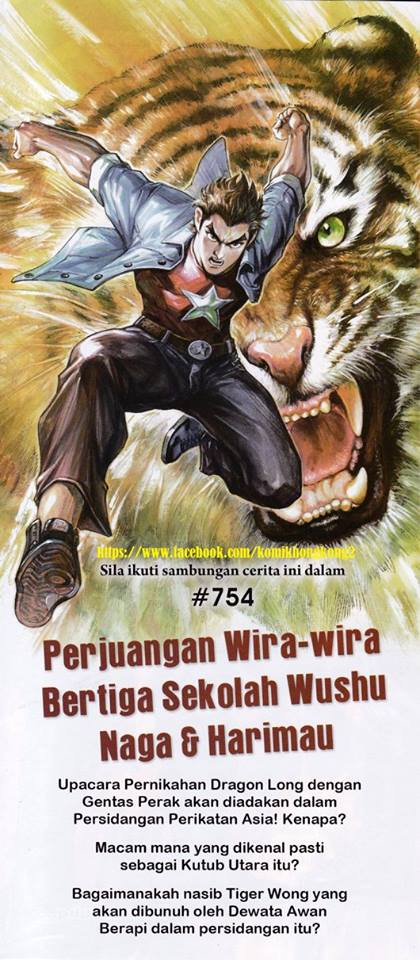 https://www.facebook.com/komikhongkong2
Sila ikuti sambungan cerita ini dalam
#754
Perjuangan Wira-wira
Bertiga Sekolah Wushu
Naga & Harimau
Upacara Pernikahan Dragon Long dengan
Gentas Perak akan diadakan dalam
Persidangan Perikatan Asia! Kenapa?
Macam mana yang dikenal pasti
sebagai Kutub Utara itu?
Bagaimanakah nasib Tiger Wong yang
akan dibunuh oleh Dewata Awan
Berapi dalam persidangan itu?